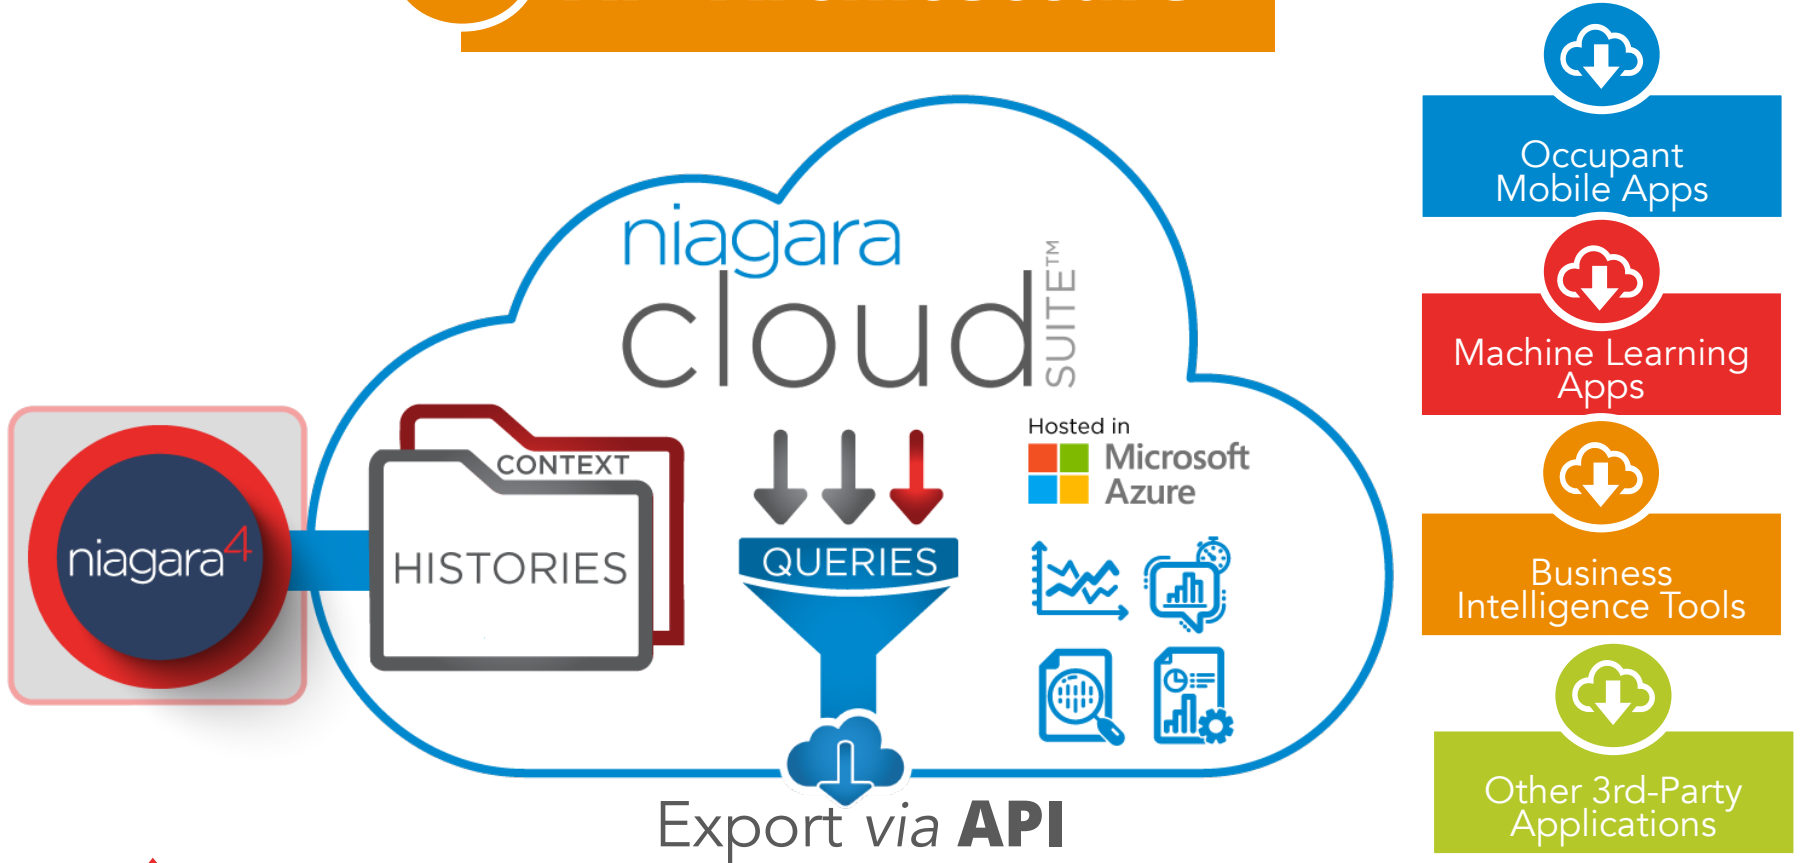 niagara
cloud
SUITE™
niagara4
CONTEXT
HISTORIES
QUERIES
Hosted in
Microsoft
Azure
Export via API
Occupant
Mobile Apps
Machine Learning
Apps
Business
Intelligence Tools
Other 3rd-Party
Applications